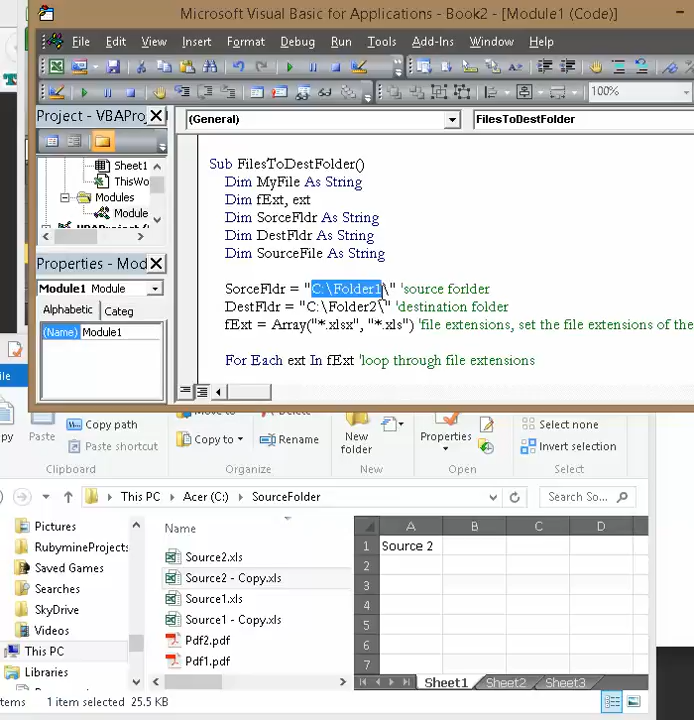 Microsoft Visual Basic for Applications - Book2 - [Module1 (Code)]
File Edit View Insert Format Debug Run Tools Add-Ins Window Help
100%
Project - VBAProj
(General) FilesToDestFolder
Sheet1
ThisWo
Modules
Module
Sub FilesToDestFolder()
Dim MyFile As String
Dim fExt, ext
Dim SorceFldr As String
Dim DestFldr As String
Dim SourceFile As String
Properties - Mod
Module1 Module
Alphabetic Categ
(Name) Module1
SorceFldr = "C:\Folder1\" 'source forlder
DestFldr = "C:\Folder2\" 'destination folder
fExt = Array("*.xlsx", "*.xls") 'file extensions, set the file extensions of the
For Each ext In fExt 'loop through file extensions
ile
py Paste Copy path
Paste shortcut
Clipboard
Copy to Rename
Organize
New
folder
New
Properties
Open
Select none
Invert selection
Select
This PC Acer (C:) SourceFolder
Search So...
Pictures
RubymineProjects
Saved Games
Searches
SkyDrive
Videos
This PC
Libraries
Name
Source2.xls
Source2 - Copy.xls
Source1.xls
Source1 - Copy.xls
Pdf2.pdf
Pdf1.pdf
A B C D
1 Source 2
2
3
4
5
6
7
Sheet1 Sheet2 Sheet3
tems 1 item selected 25.5 KB